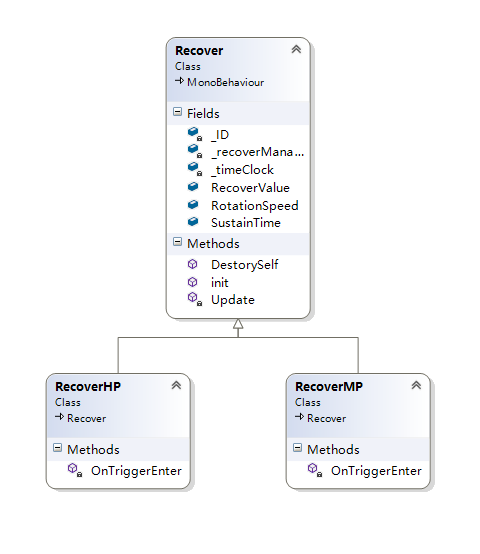 Recover
Class
MonoBehaviour
Fields
_ID
_recoverMana...
_timeClock
RecoverValue
RotationSpeed
SustainTime
Methods
DestorySelf
init
Update
RecoverHP
Class
Recover
Methods
OnTriggerEnter
RecoverMP
Class
Recover
Methods
OnTriggerEnter